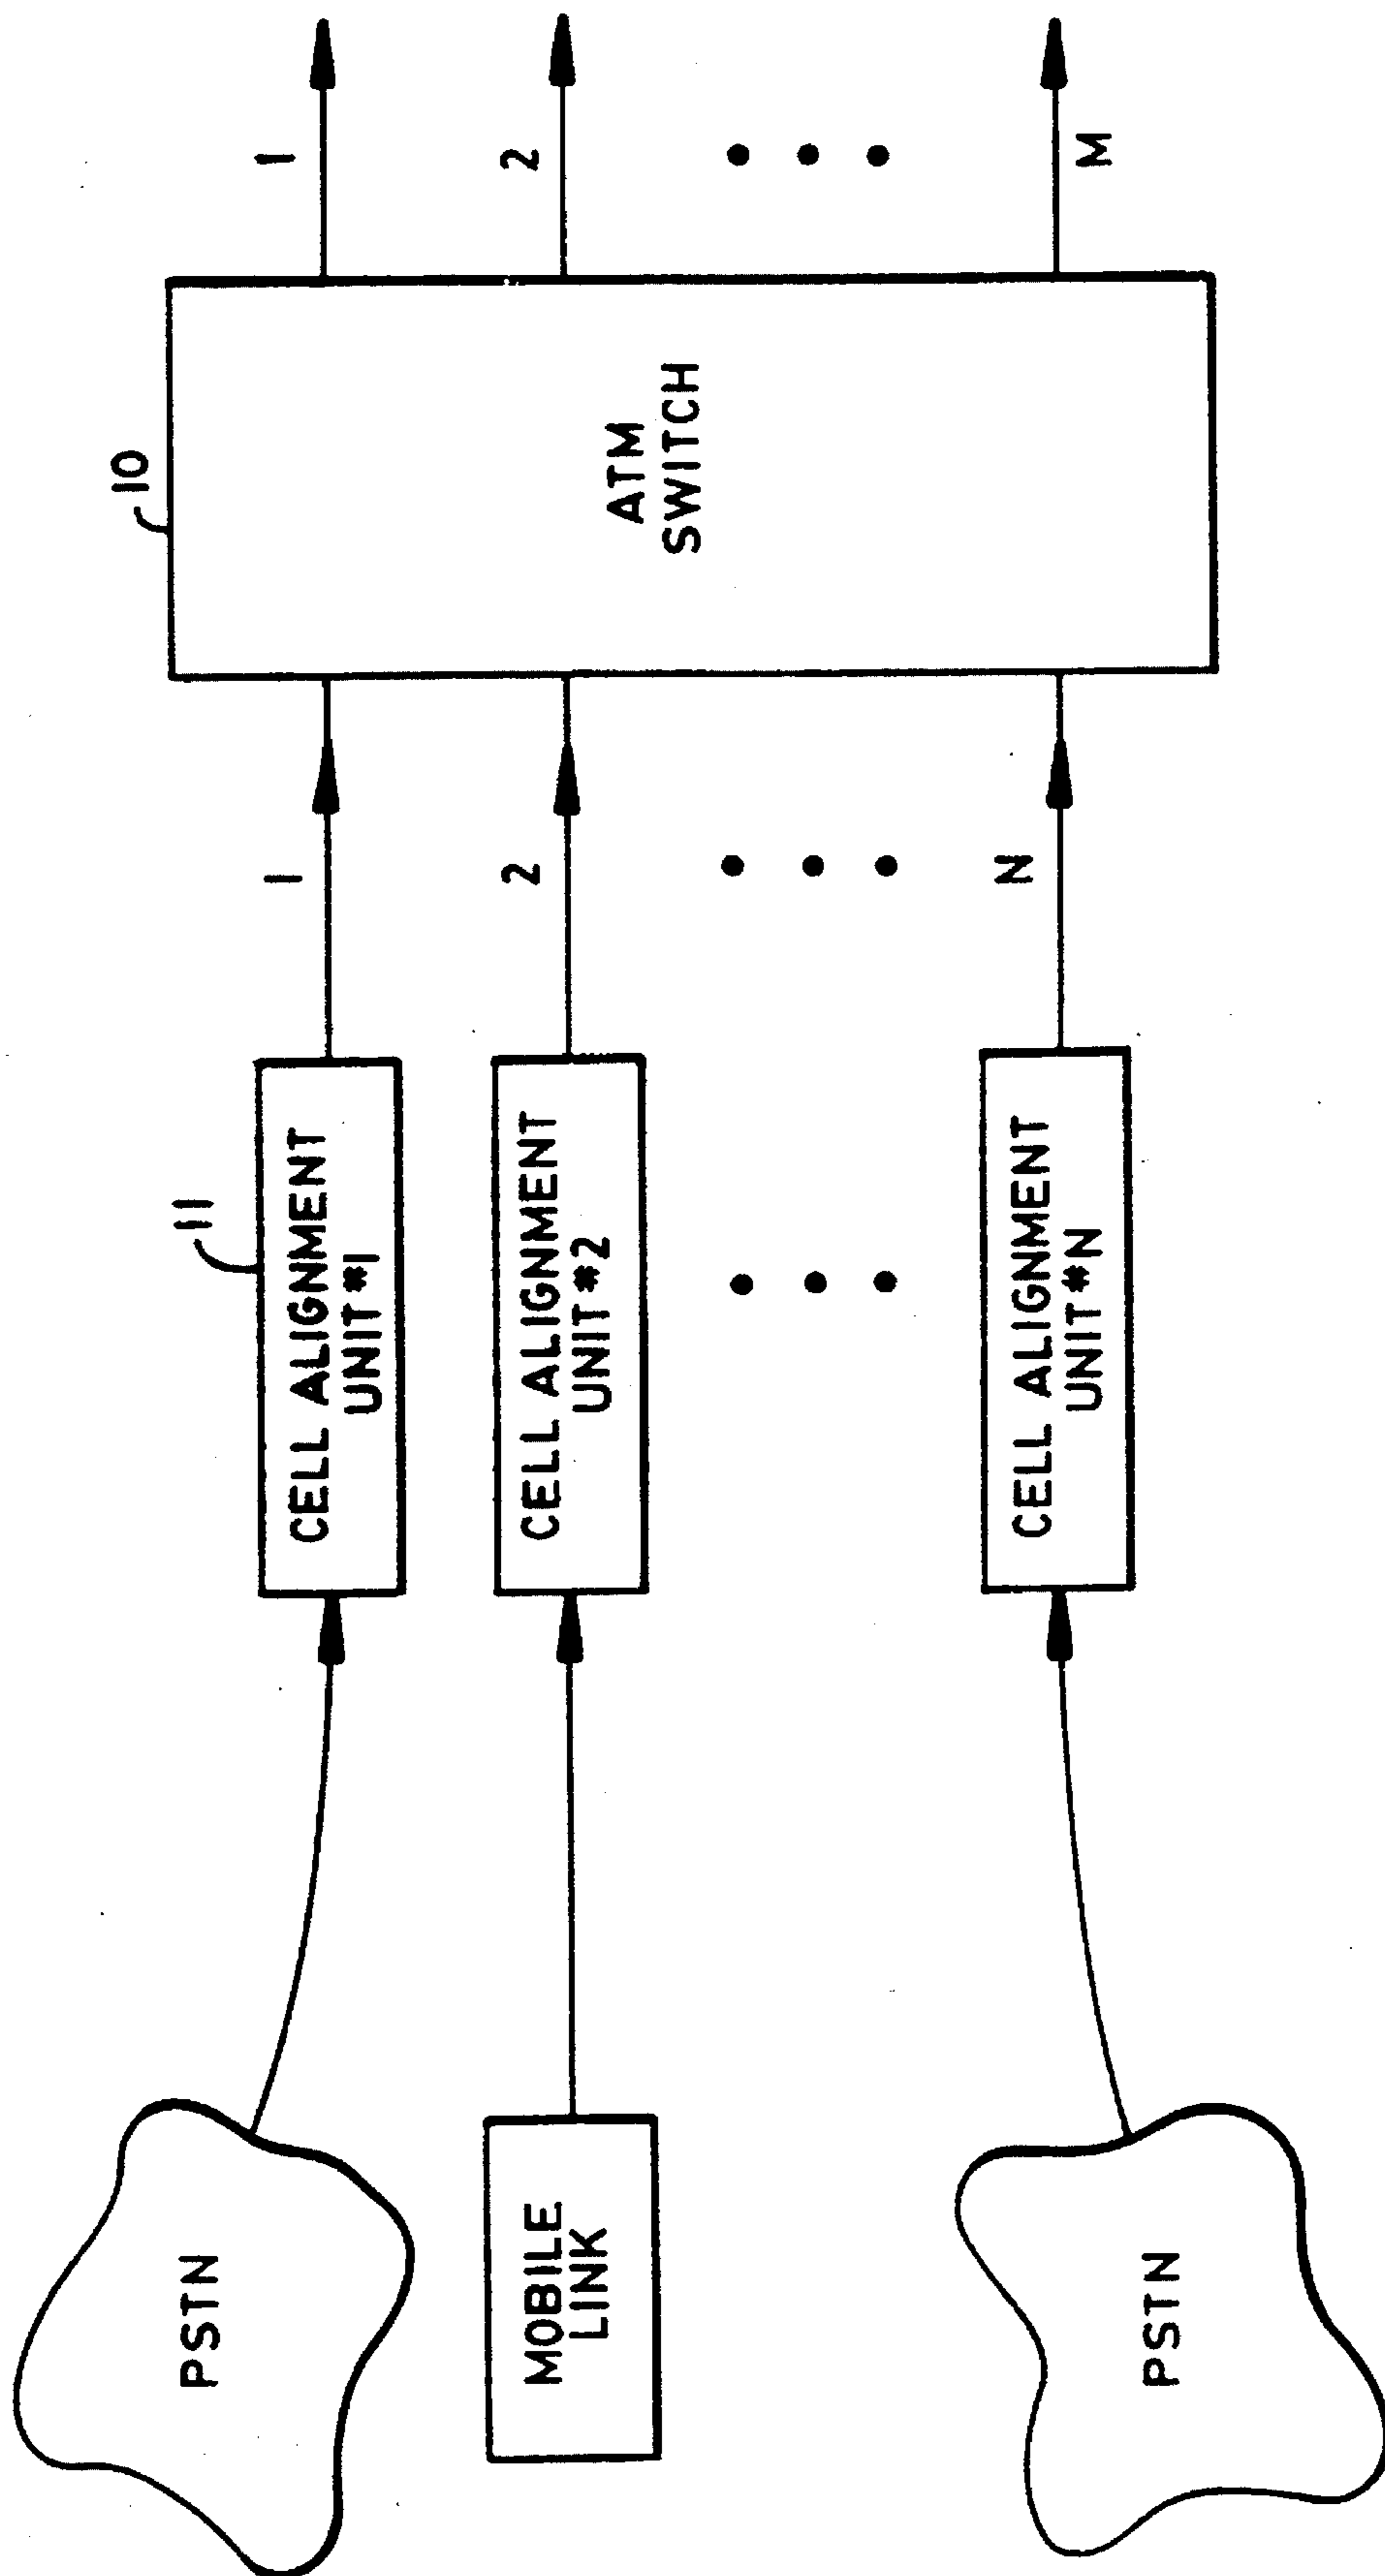 PSTN
11
CELL ALIGNMENT
UNIT #1
1
10
ATM
SWITCH
1
MOBILE
LINK
CELL ALIGNMENT
UNIT #2
2
2
PSTN
CELL ALIGNMENT
UNIT #N
N
M